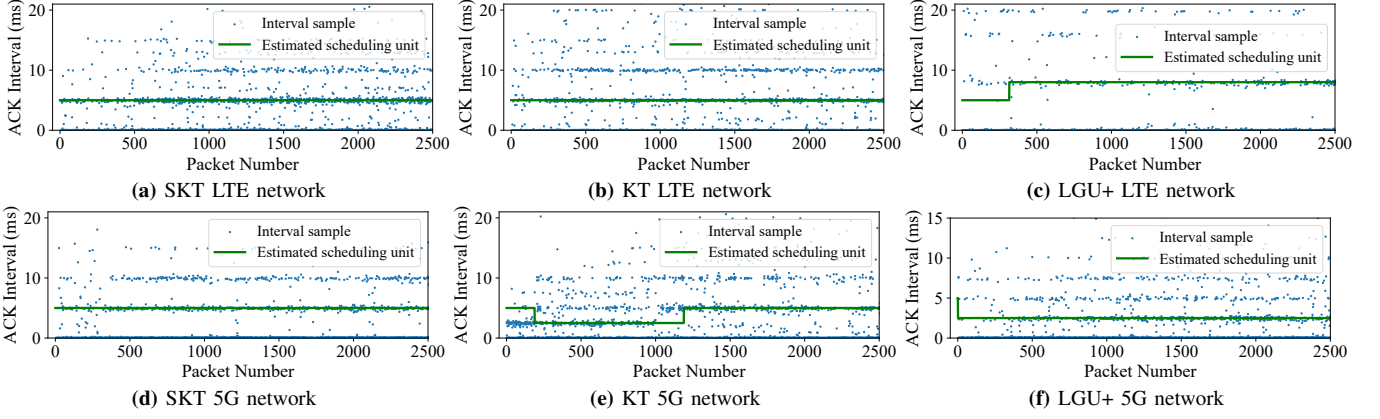 20
10
0
ACK Interval (ms)
Interval sample
Estimated scheduling unit
0 500 1000 1500 2000 2500
Packet Number
(a) SKT LTE network
20
10
0
ACK Interval (ms)
Interval sample
Estimated scheduling unit
0 500 1000 1500 2000 2500
Packet Number
(b) KT LTE network
20
10
0
ACK Interval (ms)
Interval sample
Estimated scheduling unit
0 500 1000 1500 2000 2500
Packet Number
(c) LGU+ LTE network
20
10
0
ACK Interval (ms)
Interval sample
Estimated scheduling unit
0 500 1000 1500 2000 2500
Packet Number
(d) SKT 5G network
20
10
0
ACK Interval (ms)
Interval sample
Estimated scheduling unit
0 500 1000 1500 2000 2500
Packet Number
(e) KT 5G network
15
10
5
0
ACK Interval (ms)
Interval sample
Estimated scheduling unit
0 500 1000 1500 2000 2500
Packet Number
(f) LGU+ 5G network